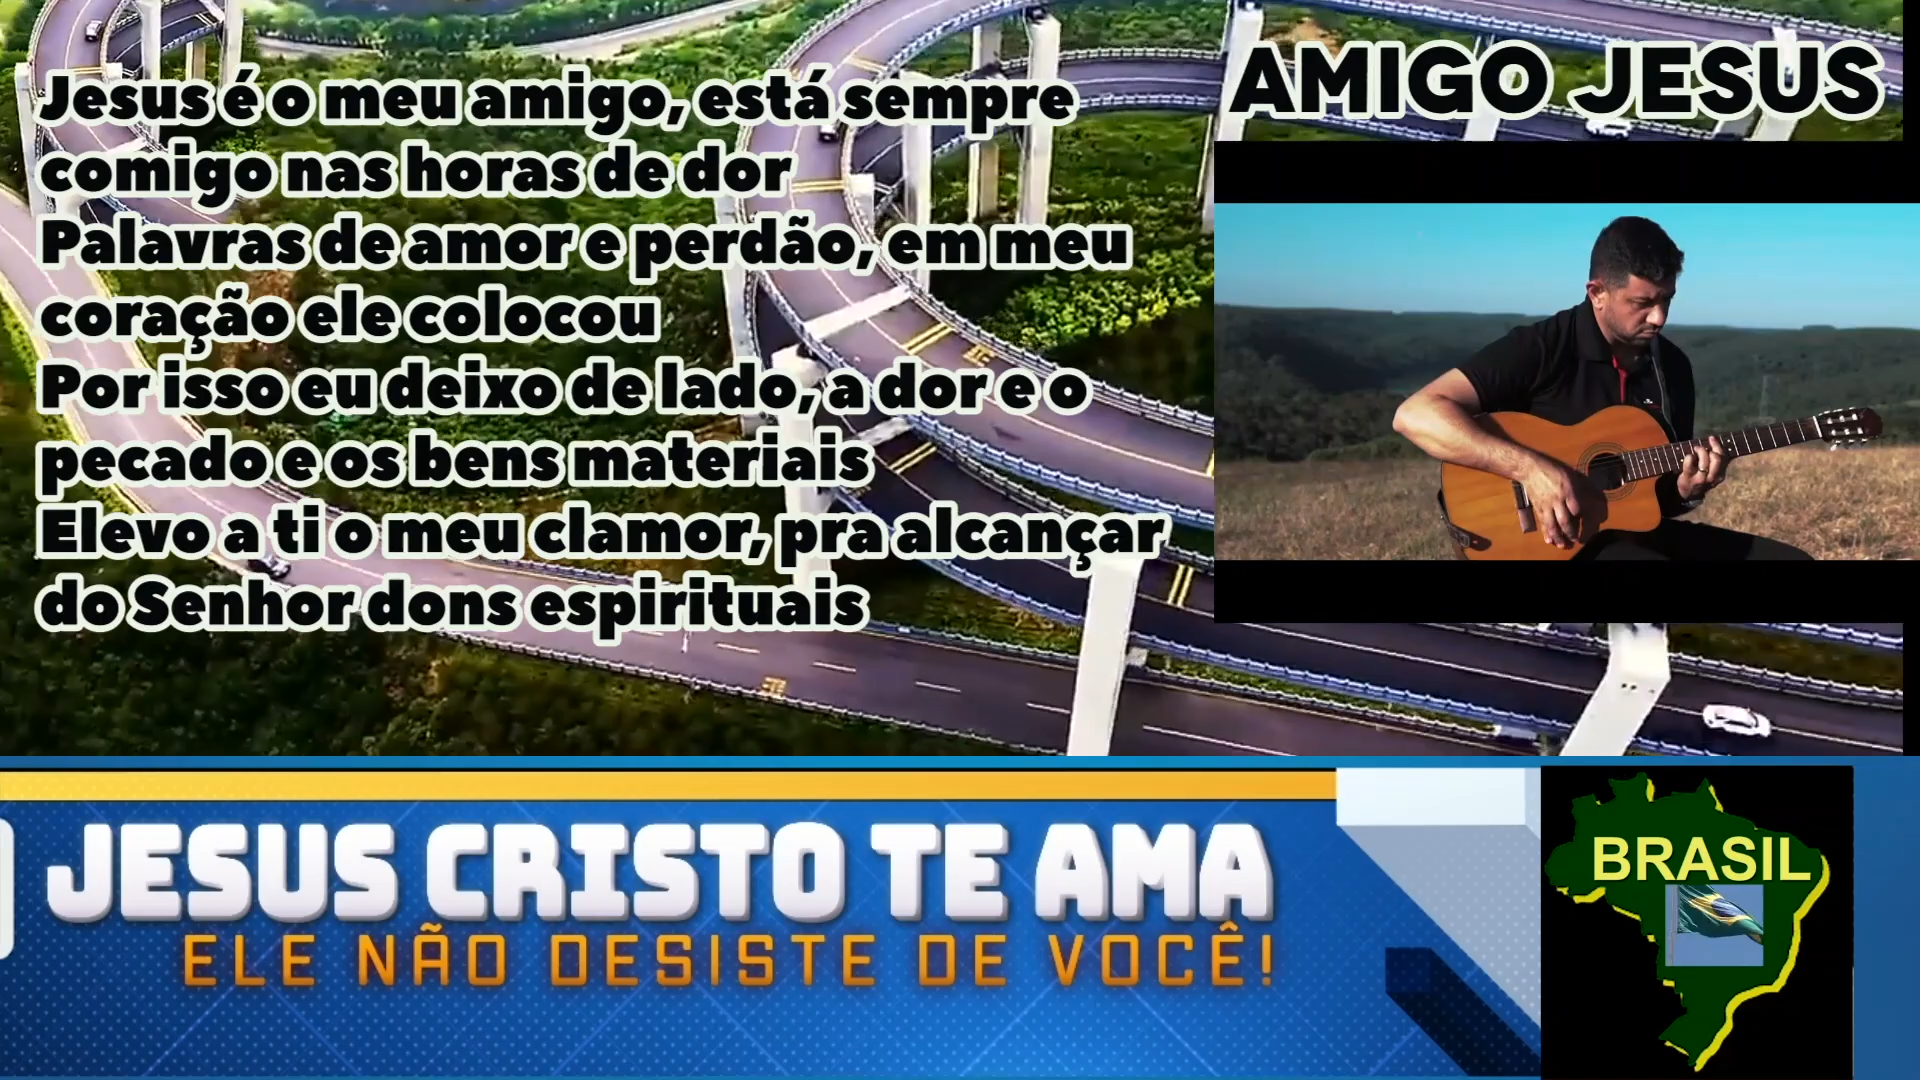 Jesus é o meu amigo, está sempre
comigo nas horas de dor
Palavras de amor e perdão, em meu
coração ele colocou
Por isso eu deixo de lado, a dor e o
pecado e os bens materiais
Elevo a ti o meu clamor, pra alcançar
do Senhor dons espirituais
AMIGO JESUS
JESUS CRISTO TE AMA
ELE NÃO DESISTE DE VOCÊ!
BRASIL